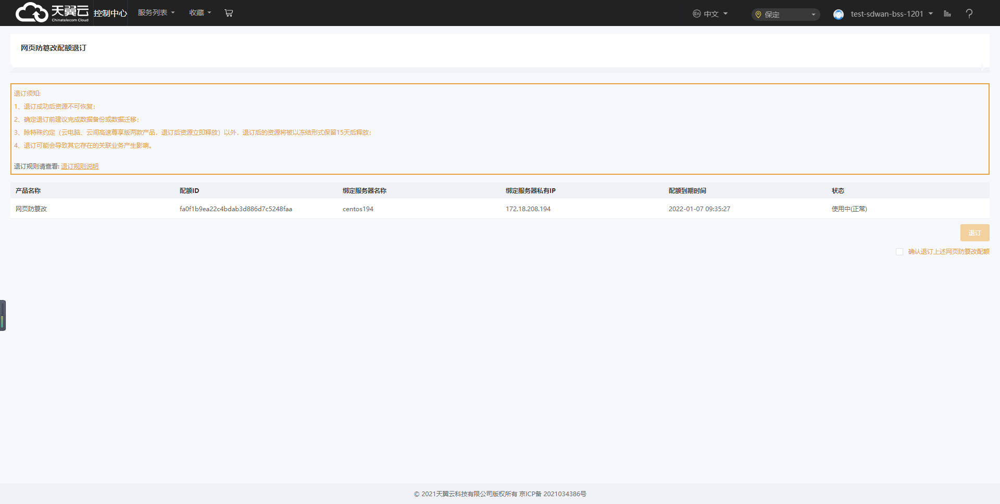 天翼云
Chinatelecom Cloud
控制中心
服务列表
收藏
En 中文
保定
test-sdwan-bss-1201
网页防篡改配额退订
退订须知:
1、退订成功后资源不可恢复；
2、确定退订前建议完成数据备份或数据迁移；
3、除特殊约定（云电脑、云间高速尊享版两款产品，退订后资源立即释放）以外，退订后的资源将被以冻结形式保留15天后释放；
4、退订可能会导致其它存在的关联业务产生影响。
退订规则请查看: 退订规则说明
产品名称 配额ID 绑定服务器名称 绑定服务器私有IP 配额到期时间 状态
网页防篡改 fa0f1b9ea22c4bdab3d886d7c5248faa centos194 172.18.208.194 2022-01-07 09:35:27 使用中(正常)
退订
确认退订上述网页防篡改配额
© 2021天翼云科技有限公司版权所有 京ICP备 2021034386号